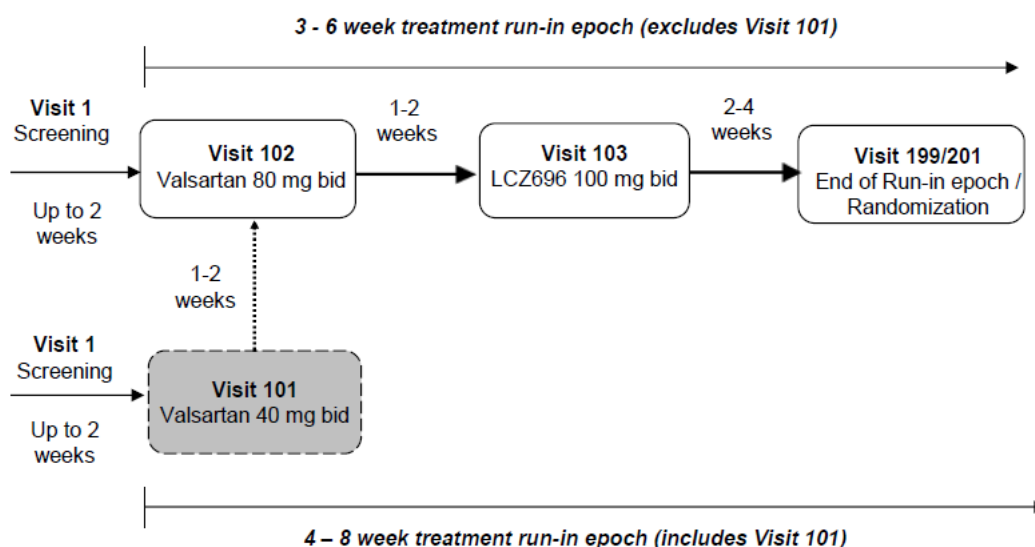 3 - 6 week treatment run-in epoch (excludes Visit 101)
Visit 1
Screening
Up to 2
weeks
Visit 102
Valsartan 80 mg bid
1-2
weeks
Visit 103
LCZ696 100 mg bid
2-4
weeks
Visit 199/201
End of Run-in epoch /
Randomization
1-2
weeks
Visit 1
Screening
Up to 2
weeks
Visit 101
Valsartan 40 mg bid
4 – 8 week treatment run-in epoch (includes Visit 101)